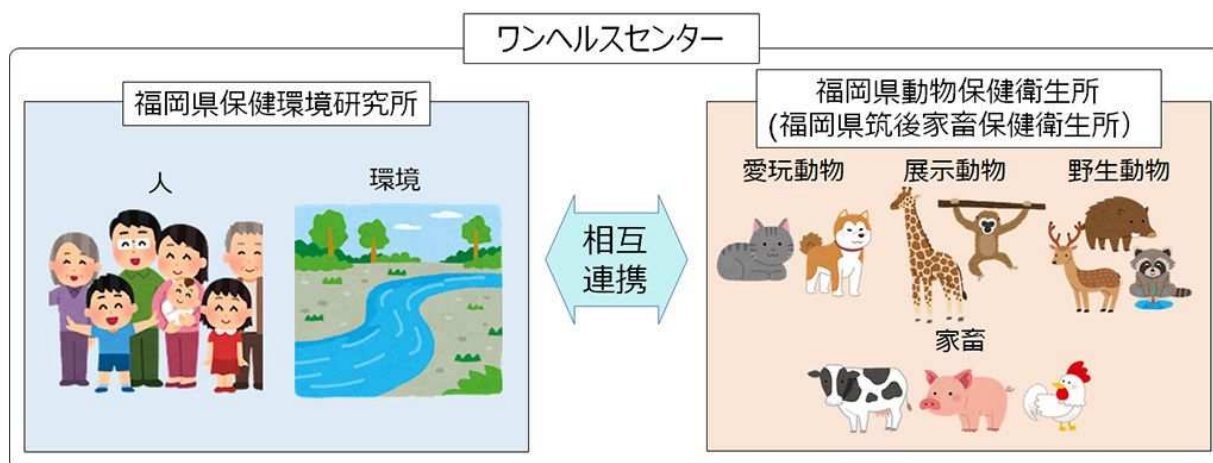 ワンヘルスセンター
福岡県保健環境研究所
人
環境
相互
連携
福岡県動物保健衛生所
(福岡県筑後家畜保健衛生所）
愛玩動物
展示動物
野生動物
家畜